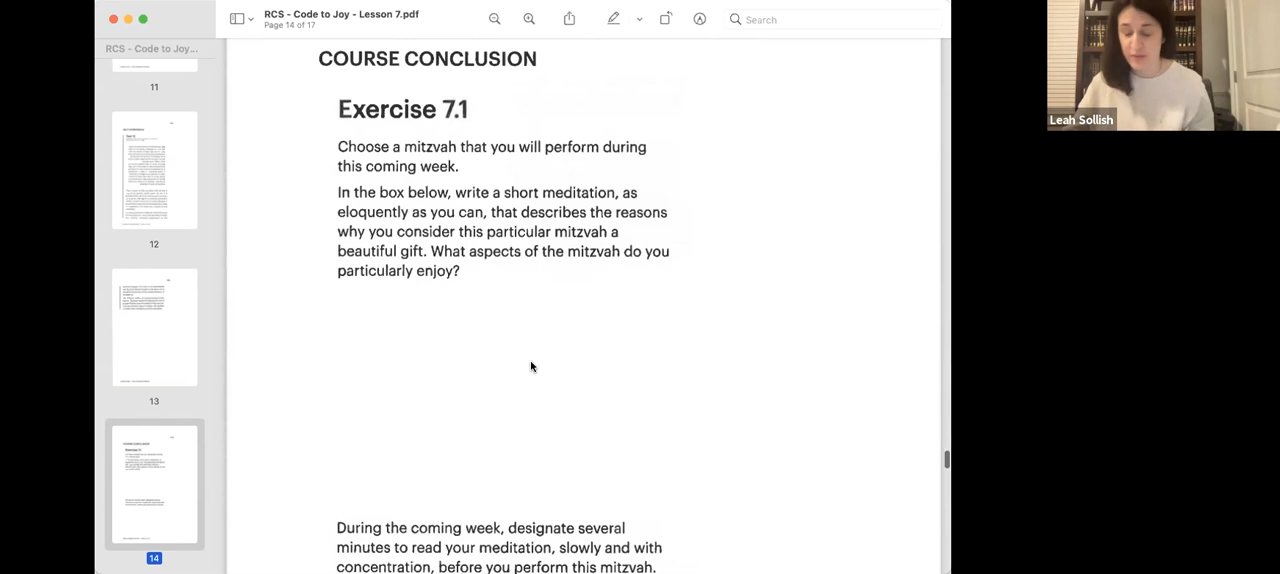 RCS - Code to Joy - Lesson 7.pdf
Page 14 of 17
Search
RCS - Code to Joy...
11
12
13
14
COURSE CONCLUSION
Exercise 7.1
Choose a mitzvah that you will perform during
this coming week.
In the box below, write a short meditation, as
eloquently as you can, that describes the reasons
why you consider this particular mitzvah a
beautiful gift. What aspects of the mitzvah do you
particularly enjoy?
During the coming week, designate several
minutes to read your meditation, slowly and with
concentration, before you perform this mitzvah.
Leah Sollish